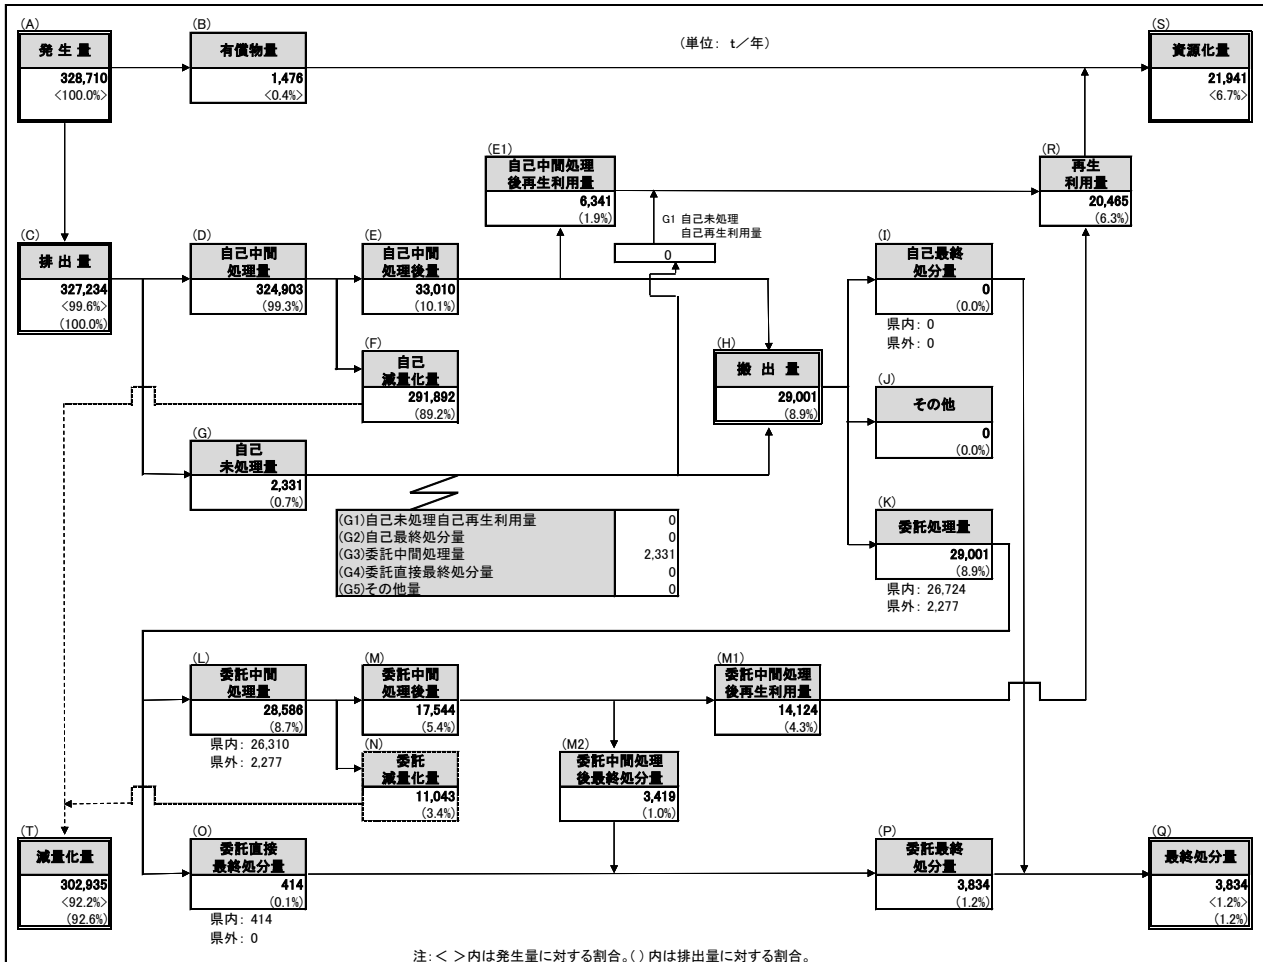 (A)
発生量
328,710
<100.0%>
(B)
有償物量
1,476
<0.4%>
(単位: t/年)
(S)
資源化量
21,941
<6.7%>
(E1)
自己中間処理
後再生利用量
6,341
(1.9%)
(R)
再生
利用量
20,465
(6.3%)
G1 自己未処理
自己再生利用量
0
(C)
排出量
327,234
<99.6%>
(100.0%)
(D)
自己中間
処理量
324,903
(99.3%)
(E)
自己中間
処理後量
33,010
(10.1%)
(I)
自己最終
処分量
0
(0.0%)
県内: 0
県外: 0
(F)
自己
減量化量
291,892
(89.2%)
(H)
搬出量
29,001
(8.9%)
(J)
その他
0
(0.0%)
(G)
自己
未処理量
2,331
(0.7%)
(G1)自己未処理自己再生利用量 0
(G2)自己最終処分量 0
(G3)委託中間処理量 2,331
(G4)委託直接最終処分量 0
(G5)その他量 0
(K)
委託処理量
29,001
(8.9%)
県内: 26,724
県外: 2,277
(L)
委託中間
処理量
28,586
(8.7%)
県内: 26,310
県外: 2,277
(M)
委託中間
処理後量
17,544
(5.4%)
(M1)
委託中間処理
後再生利用量
14,124
(4.3%)
(N)
委託
減量化量
11,043
(3.4%)
(M2)
委託中間処理
後最終処分量
3,419
(1.0%)
(T)
減量化量
302,935
<92.2%>
(92.6%)
(O)
委託直接
最終処分量
414
(0.1%)
県内: 414
県外: 0
(P)
委託最終
処分量
3,834
(1.2%)
(Q)
最終処分量
3,834
<1.2%>
(1.2%)
注:< >内は発生量に対する割合。( )内は排出量に対する割合。